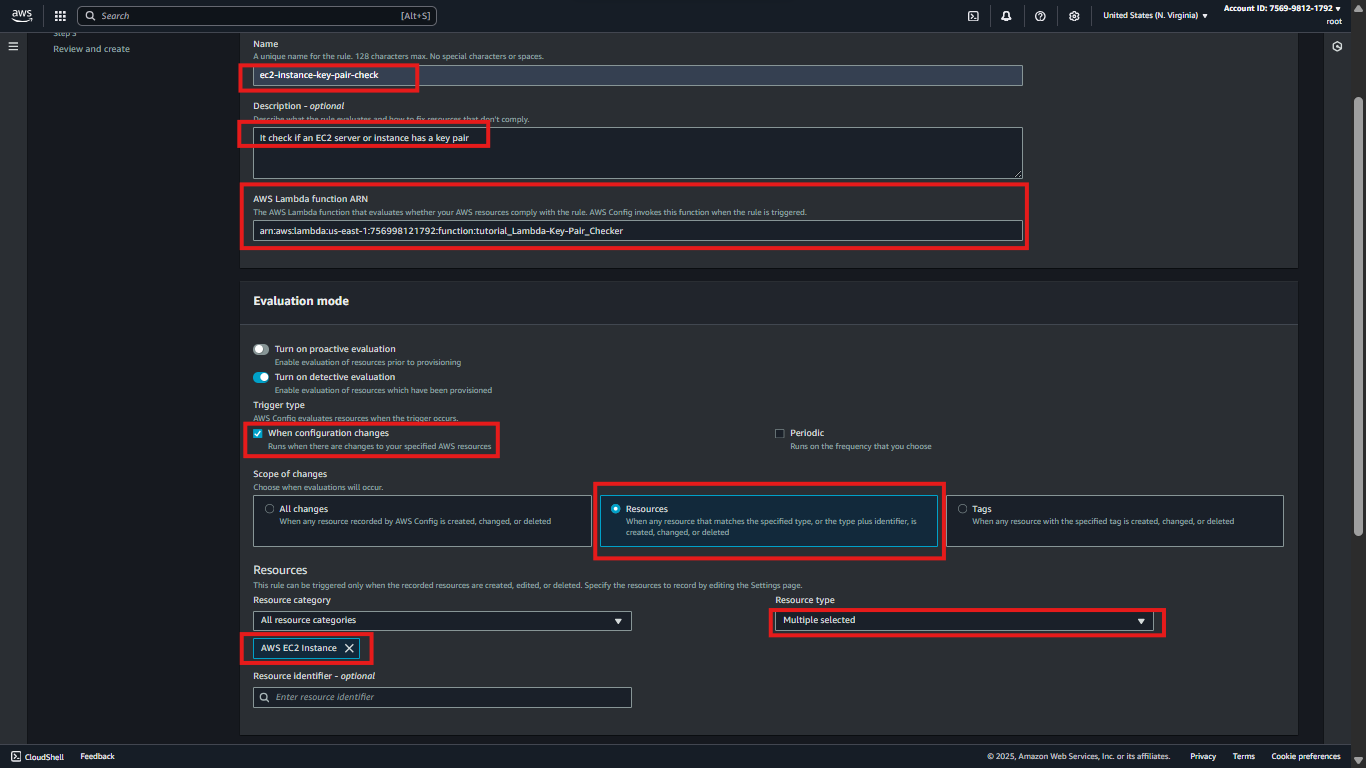 aws
Search
[Alt+S]
United States (N. Virginia)
Account ID: 7569-9812-1792
root
Step 5
Review and create
Name
A unique name for the rule. 128 characters max. No special characters or spaces.
ec2-instance-key-pair-check
Description - optional
Describe what the rule evaluates and how to fix resources that don't comply.
It check if an EC2 server or instance has a key pair
AWS Lambda function ARN
The AWS Lambda function that evaluates whether your AWS resources comply with the rule. AWS Config invokes this function when the rule is triggered.
arn:aws:lambda:us-east-1:756998121792:function:tutorial_Lambda-Key-Pair_Checker
Evaluation mode
Turn on proactive evaluation
Enable evaluation of resources prior to provisioning
Turn on detective evaluation
Enable evaluation of resources which have been provisioned
Trigger type
AWS Config evaluates resources when the trigger occurs.
When configuration changes
Runs when there are changes to your specified AWS resources
Periodic
Runs on the frequency that you choose
Scope of changes
Choose when evaluations will occur.
All changes
When any resource recorded by AWS Config is created, changed, or deleted
Resources
When any resource that matches the specified type, or the type plus identifier, is
created, changed, or deleted
Tags
When any resource with the specified tag is created, changed, or deleted
Resources
This rule can be triggered only when the recorded resources are created, edited, or deleted. Specify the resources to record by editing the Settings page.
Resource category
All resource categories
Resource type
Multiple selected
AWS EC2 Instance
Resource identifier - optional
Enter resource identifier
CloudShell
Feedback
© 2025, Amazon Web Services, Inc. or its affiliates.
Privacy
Terms
Cookie preferences